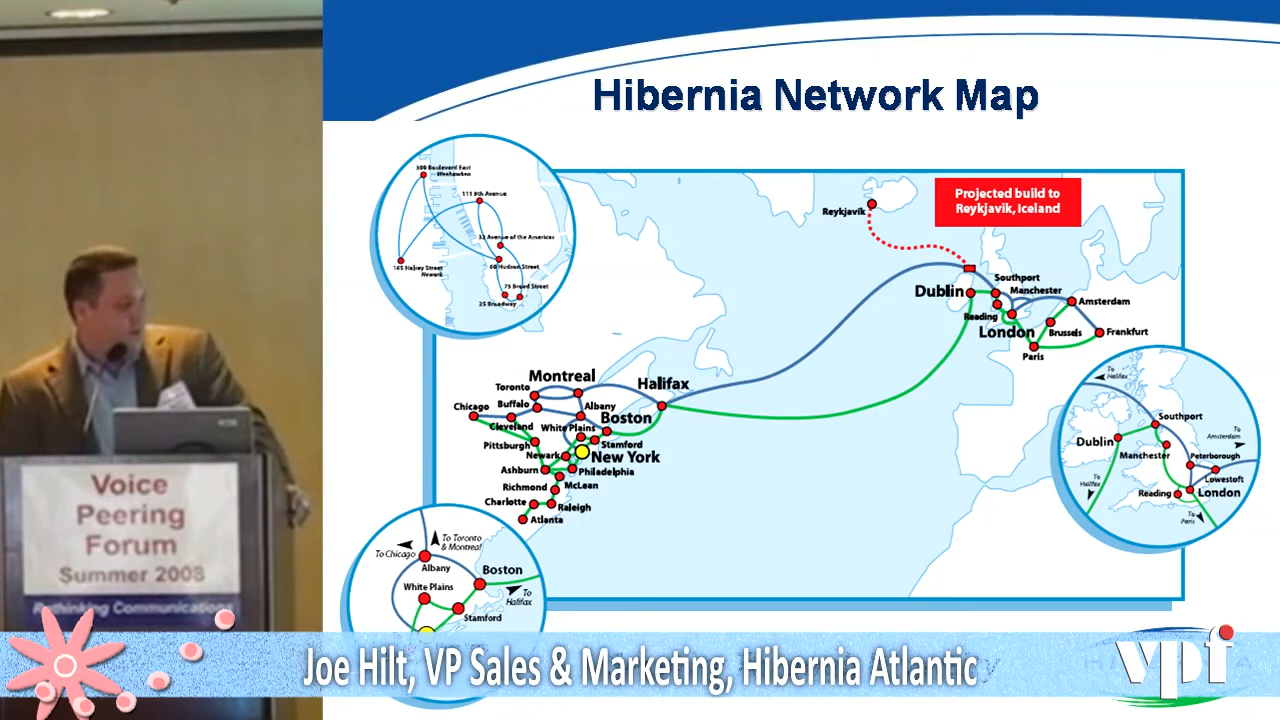 Hibernia Network Map
300 Boulevard East
Weehawken
111 8th Avenue
32 Avenue of the Americas
60 Hudson Street
165 Halsey Street
Newark
75 Broad Street
25 Broadway
Projected build to
Reykjavik, Iceland
Reykjavík
Dublin
Southport
Manchester
Amsterdam
Reading
London
Brussels
Frankfurt
Paris
Montreal
Halifax
Toronto
Buffalo
Chicago
Albany
Boston
Cleveland
White Plains
Pittsburgh
Stamford
Newark
New York
Ashburn
Philadelphia
Richmond
McLean
Charlotte
Raleigh
Atlanta
To
Halifax
Southport
Dublin
To
Amsterdam
Manchester
Peterborough
Lowestoft
To
Halifax
Reading
London
To
Paris
To Chicago
To Toronto
& Montreal
Albany
Boston
White Plains
To
Halifax
Stamford
Voice
Peering
Forum
Summer 2008
Rethinking Communications
Joe Hilt, VP Sales & Marketing, Hibernia Atlantic
vpf